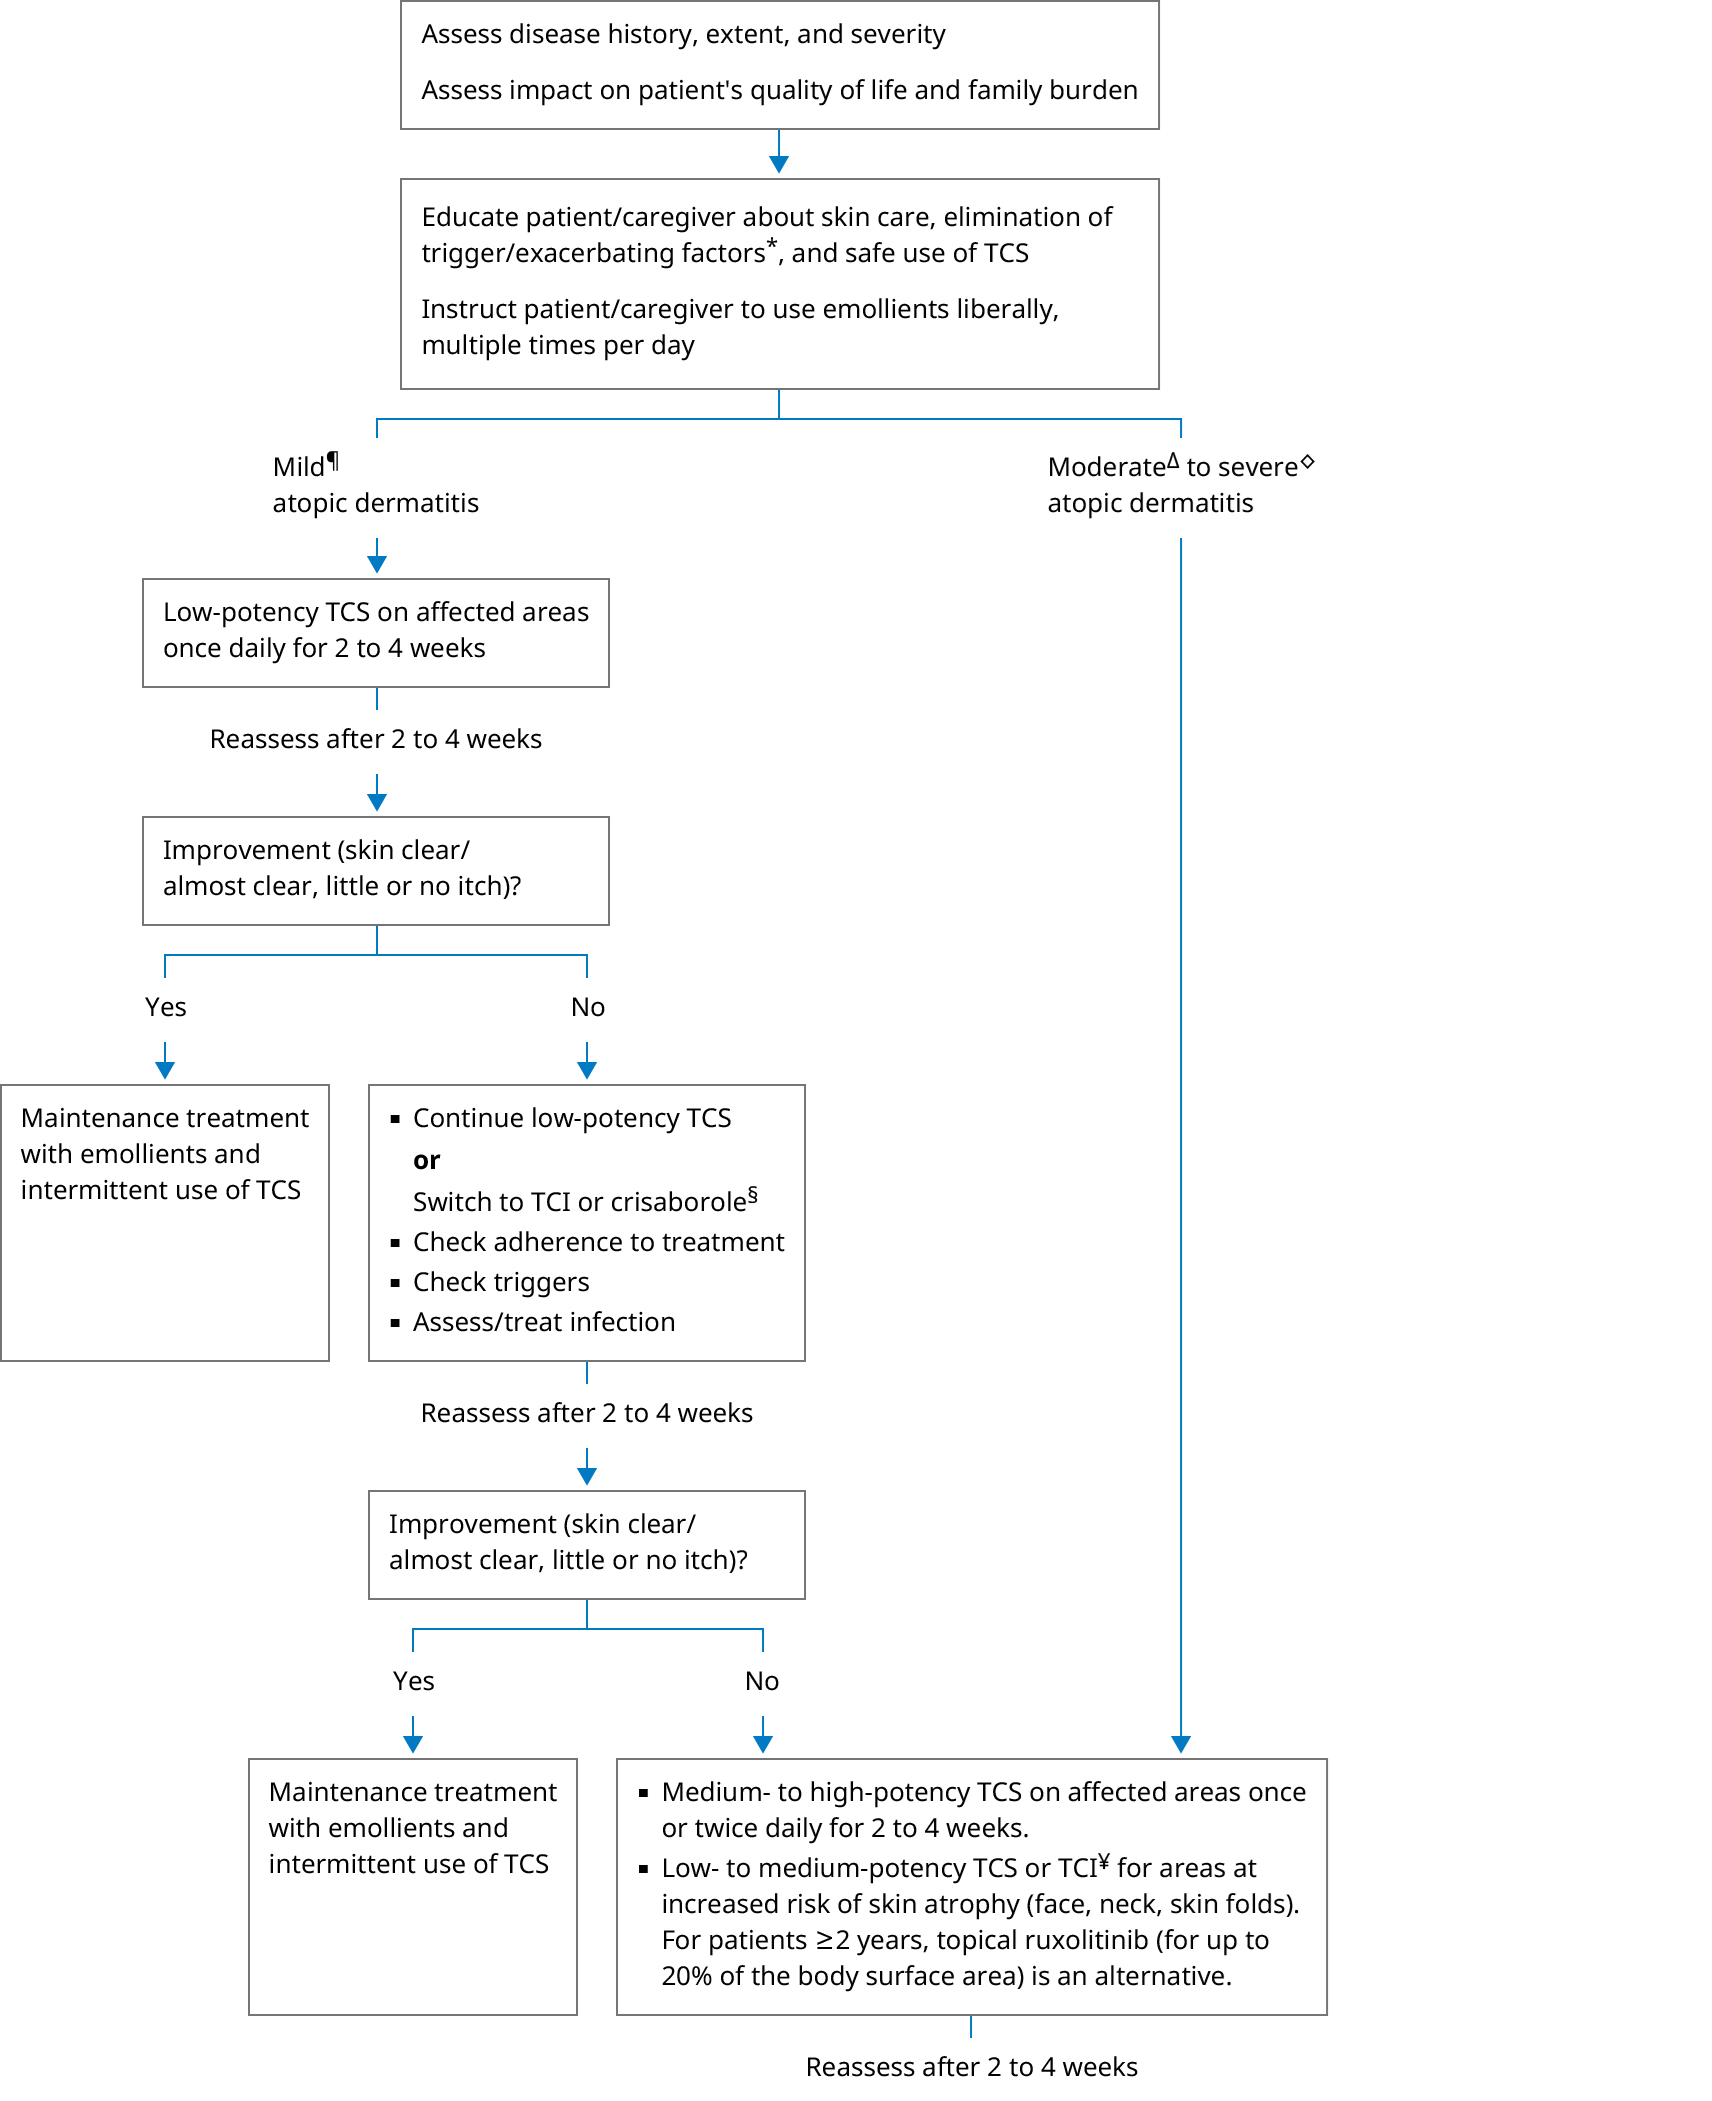 Assess disease history, extent, and severity
Assess impact on patient's quality of life and family burden
Educate patient/caregiver about skin care, elimination of
trigger/exacerbating factors*, and safe use of TCS
Instruct patient/caregiver to use emollients liberally,
multiple times per day
Mild¶
atopic dermatitis
ModerateΔ to severe◇
atopic dermatitis
Low-potency TCS on affected areas
once daily for 2 to 4 weeks
Reassess after 2 to 4 weeks
Improvement (skin clear/
almost clear, little or no itch)?
Yes
No
Maintenance treatment
with emollients and
intermittent use of TCS
▪ Continue low-potency TCS
or
Switch to TCI or crisaborole§
▪ Check adherence to treatment
▪ Check triggers
▪ Assess/treat infection
Reassess after 2 to 4 weeks
Improvement (skin clear/
almost clear, little or no itch)?
Yes
No
Maintenance treatment
with emollients and
intermittent use of TCS
▪ Medium- to high-potency TCS on affected areas once
or twice daily for 2 to 4 weeks.
▪ Low- to medium-potency TCS or TCI¥ for areas at
increased risk of skin atrophy (face, neck, skin folds).
For patients ≥2 years, topical ruxolitinib (for up to
20% of the body surface area) is an alternative.
Reassess after 2 to 4 weeks